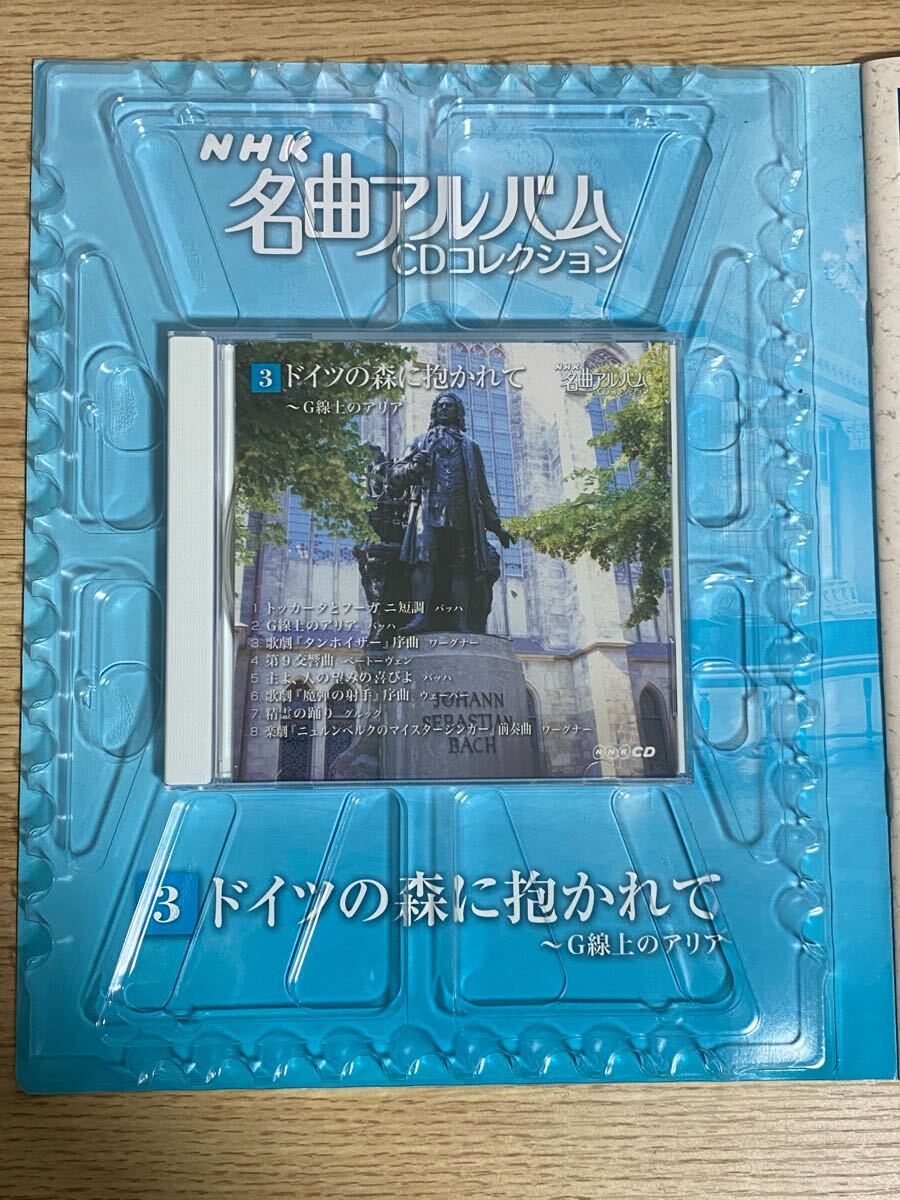 NHK
名曲アルバム
CDコレクション
3 ドイツの森に抱かれて
〜G線上のアリア
NHK
名曲アルバム
CDコレクション
1. トッカータとフーガ ニ短調 バッハ
2. G線上のアリア バッハ
3. 歌劇『タンホイザー』序曲 ワーグナー
4. 第9交響曲 ベートーヴェン
5. 主よ、人の望みの喜びよ バッハ
6. 歌劇『魔弾の射手』序曲 ウェーバー
7. 精霊の踊り グルック
8. 楽劇『ニュルンベルクのマイスタージンガー』前奏曲 ワーグナー
JOHANN
SEBASTIAN
BACH
NHKCD
3 ドイツの森に抱かれて
〜G線上のアリア